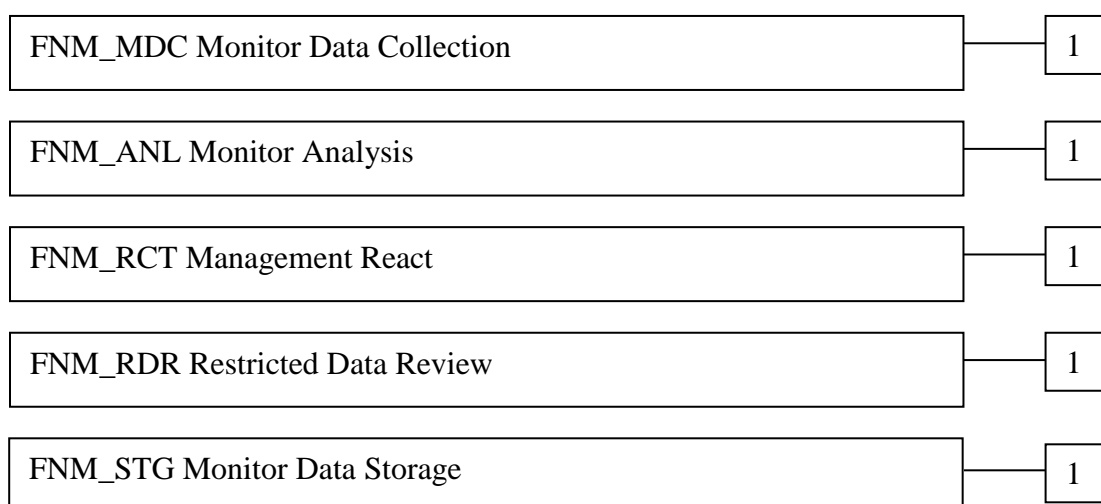 FNM_MDC Monitor Data Collection 1
FNM_ANL Monitor Analysis 1
FNM_RCT Management React 1
FNM_RDR Restricted Data Review 1
FNM_STG Monitor Data Storage 1